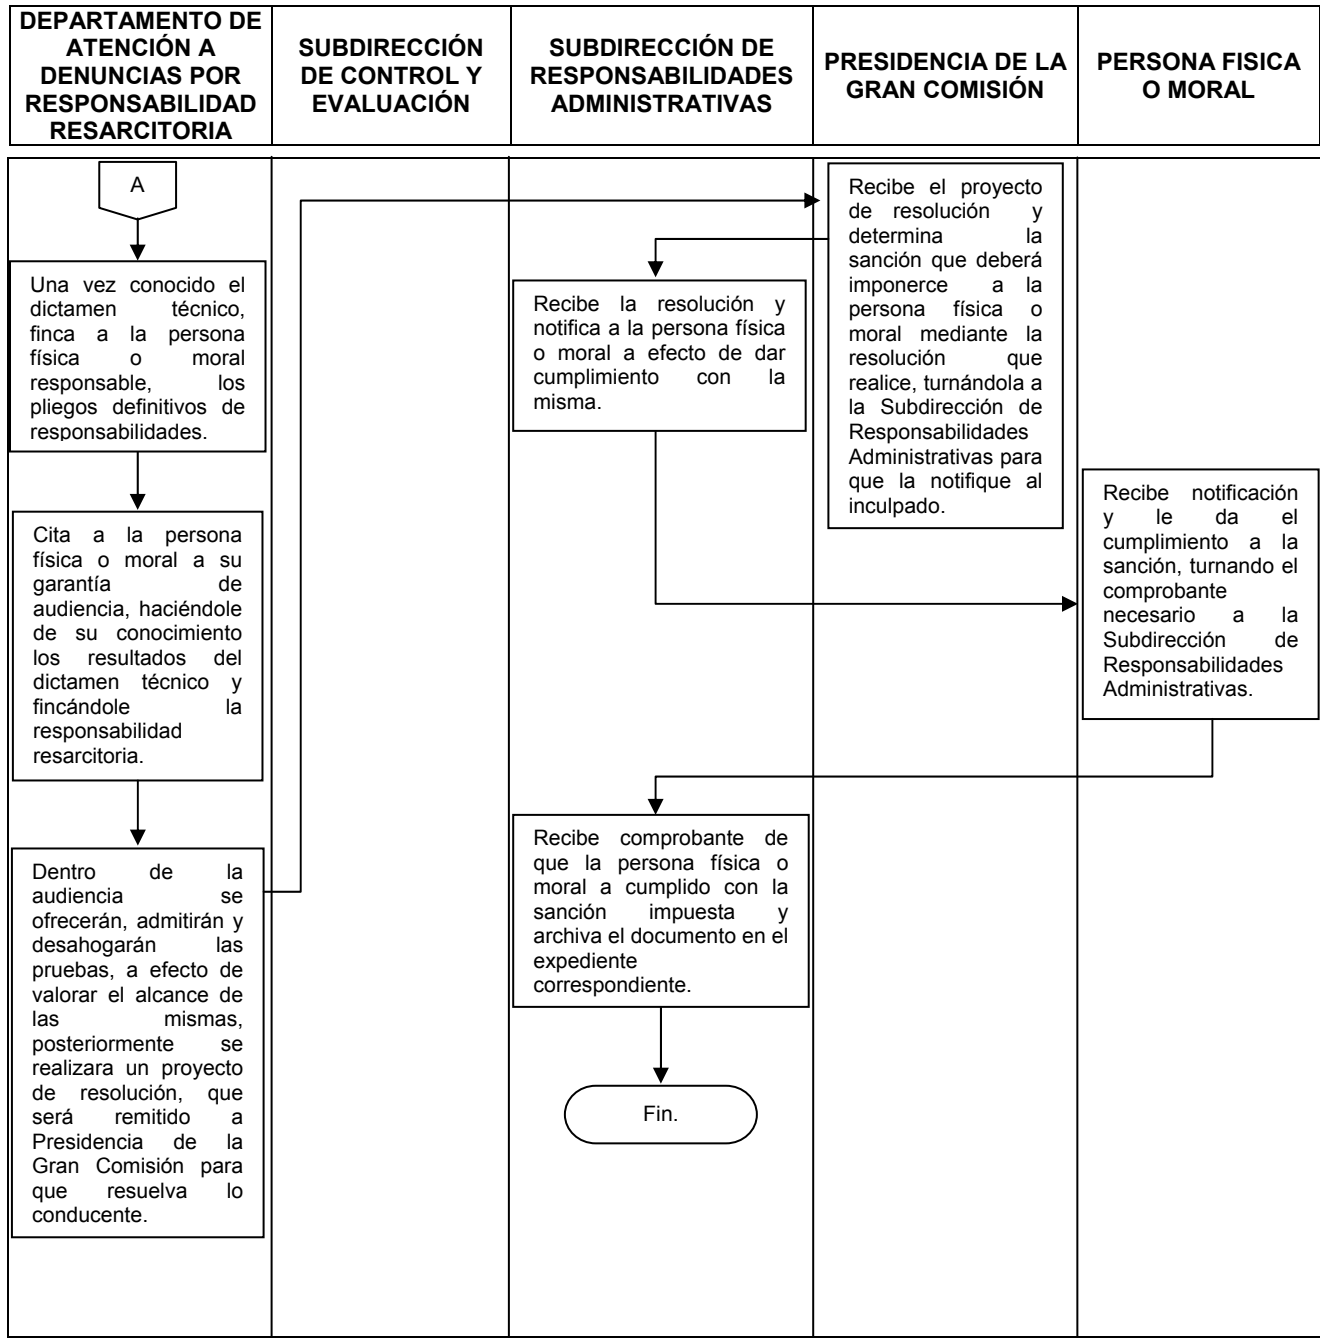 DEPARTAMENTO DE
ATENCIÓN A
DENUNCIAS POR
RESPONSABILIDAD
RESARCITORIA
SUBDIRECCIÓN
DE CONTROL Y
EVALUACIÓN
SUBDIRECCIÓN DE
RESPONSABILIDADES
ADMINISTRATIVAS
PRESIDENCIA DE LA
GRAN COMISIÓN
PERSONA FISICA
O MORAL
A
Una vez conocido el
dictamen técnico,
finca a la persona
física o moral
responsable, los
pliegos definitivos de
responsabilidades.
Cita a la persona
física o moral a su
garantía de
audiencia, haciéndole
de su conocimiento
los resultados del
dictamen técnico y
fincándole la
responsabilidad
resarcitoria.
Dentro de la
audiencia se
ofrecerán, admitirán y
desahogarán las
pruebas, a efecto de
valorar el alcance de
las mismas,
posteriormente se
realizara un proyecto
de resolución, que
será remitido a
Presidencia de la
Gran Comisión para
que resuelva lo
conducente.
Recibe el proyecto
de resolución y
determina la
sanción que deberá
imponerce a la
persona física o
moral mediante la
resolución que
realice, turnándola a
la Subdirección de
Responsabilidades
Administrativas para
que la notifique al
inculpado.
Recibe la resolución y
notifica a la persona física
o moral a efecto de dar
cumplimiento con la
misma.
Recibe notificación
y le da el
cumplimiento a la
sanción, turnando el
comprobante
necesario a la
Subdirección de
Responsabilidades
Administrativas.
Recibe comprobante de
que la persona física o
moral a cumplido con la
sanción impuesta y
archiva el documento en el
expediente
correspondiente.
Fin.